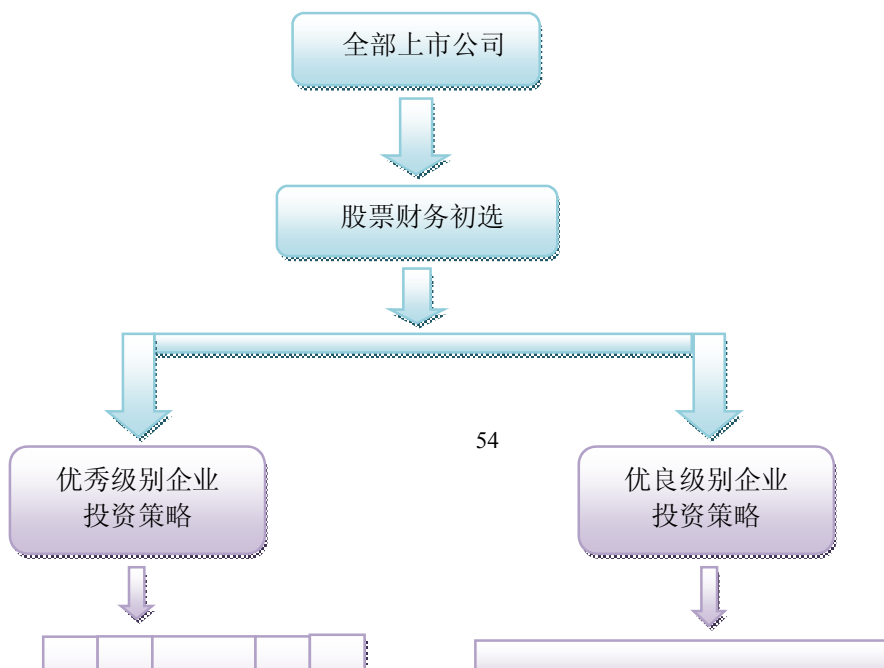 全部上市公司
股票财务初选
54
优秀级别企业
投资策略
优良级别企业
投资策略